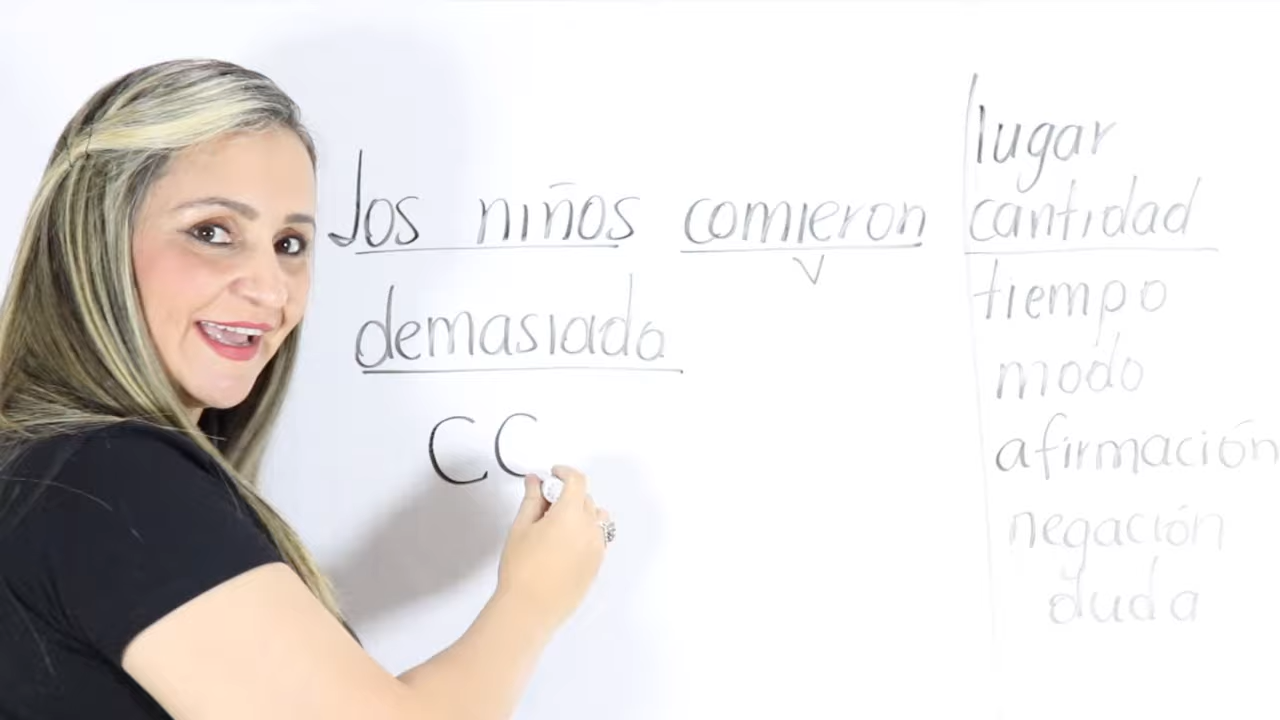 los niños comieron
v
demasiado
CC
lugar
cantidad
tiempo
modo
afirmación
negación
duda